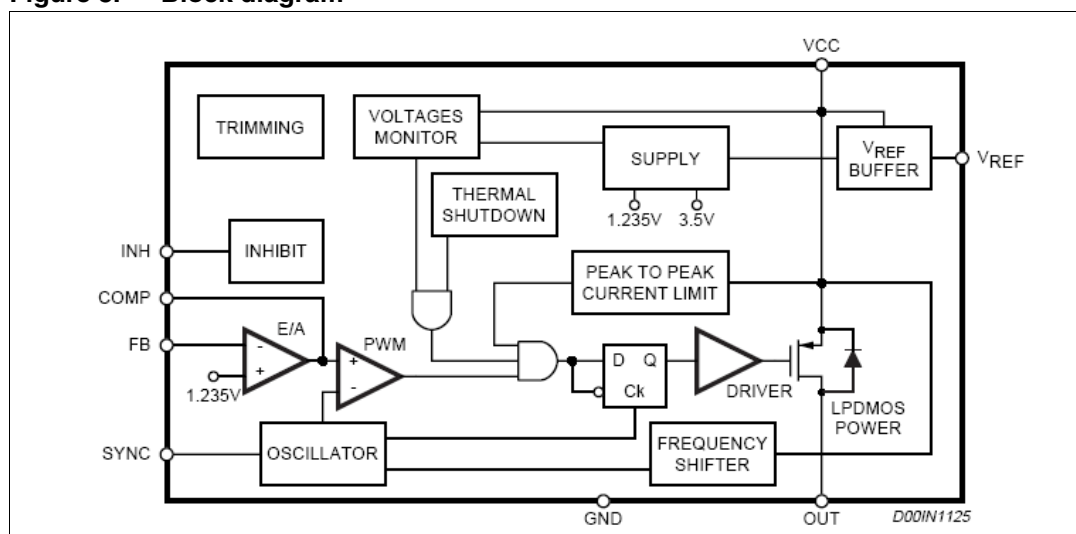 Figure Block diagram
VCC
TRIMMING
VOLTAGES
MONITOR
SUPPLY
1.235V 3.5V
VREF
BUFFER
VREF
THERMAL
SHUTDOWN
INH
INHIBIT
PEAK TO PEAK
CURRENT LIMIT
COMP
FB
E/A
-
+
1.235V
PWM
+
-
D Q
Ck
DRIVER
LPDMOS
POWER
SYNC
OSCILLATOR
FREQUENCY
SHIFTER
GND
OUT
D00IN1125